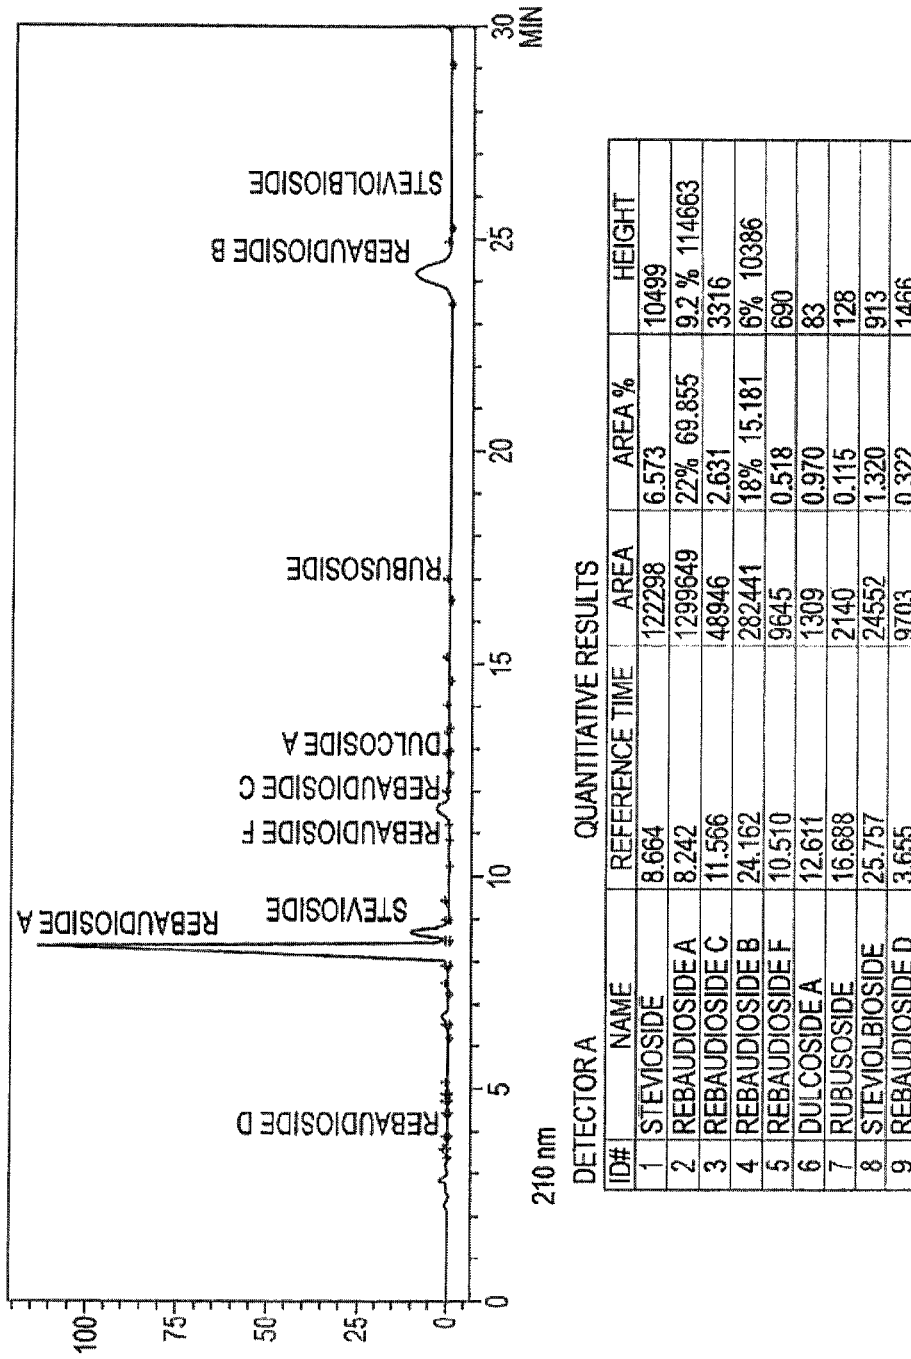 100
75
50
25
0
REBAUDIOSIDE D
REBAUDIOSIDE A
STEVIOSIDE
REBAUDIOSIDE F
REBAUDIOSIDE C
DULCOSIDE A
RUBUSOSIDE
REBAUDIOSIDE B
STEVIOLBIOSIDE
0 5 10 15 20 25 30
MIN
210 nm
DETECTOR A QUANTITATIVE RESULTS
ID# NAME REFERENCE TIME AREA AREA % HEIGHT
1 STEVIOSIDE 8.664 122298 6.573 10499
2 REBAUDIOSIDE A 8.242 1299649 22% 69.855 9.2 % 114663
3 REBAUDIOSIDE C 11.566 48946 2.631 3316
4 REBAUDIOSIDE B 24.162 282441 18% 15.181 6% 10386
5 REBAUDIOSIDE F 10.510 9645 0.518 690
6 DULCOSIDE A 12.611 1309 0.970 83
7 RUBUSOSIDE 16.688 2140 0.115 128
8 STEVIOLBIOSIDE 25.757 24552 1.320 913
9 REBAUDIOSIDE D 3.655 9703 0.322 1466